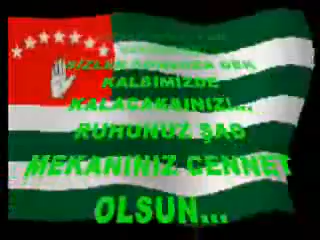 SİZLER SONSUZA DEK
KALBİMİZDE
KALACAKSINIZ!...
RUHUNUZ ŞAD
MEKANINIZ CENNET
OLSUN...